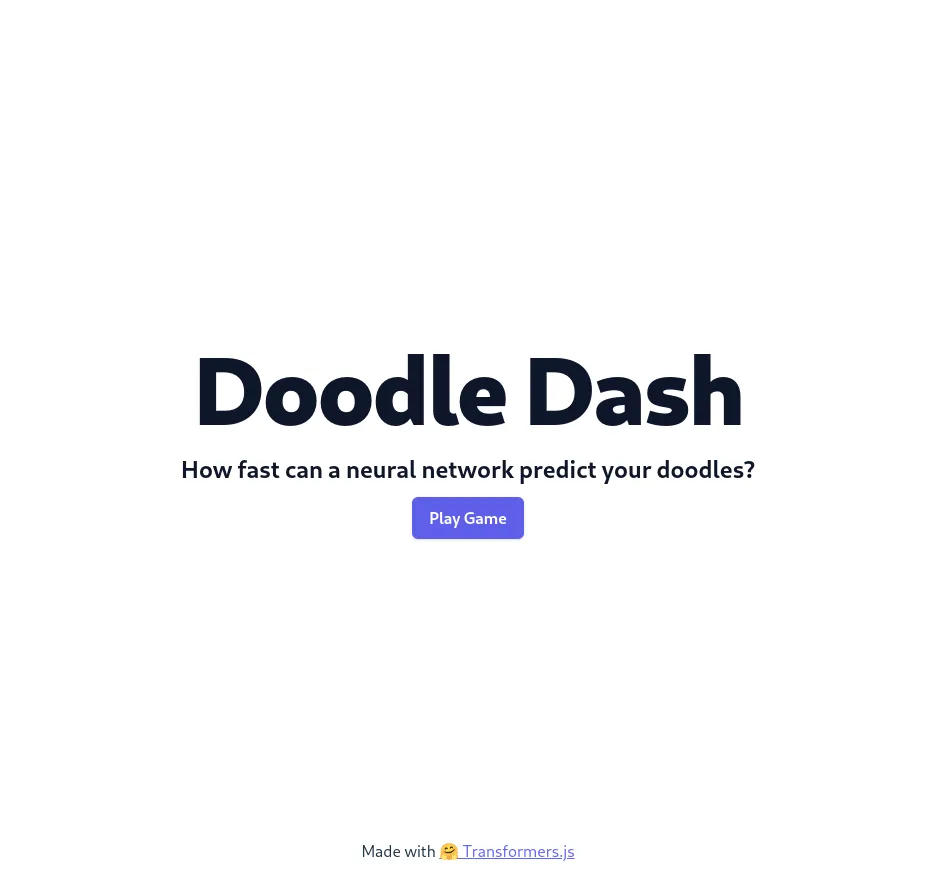 Doodle Dash
How fast can a neural network predict your doodles?
Play Game
Made with 🤗 Transformers.js